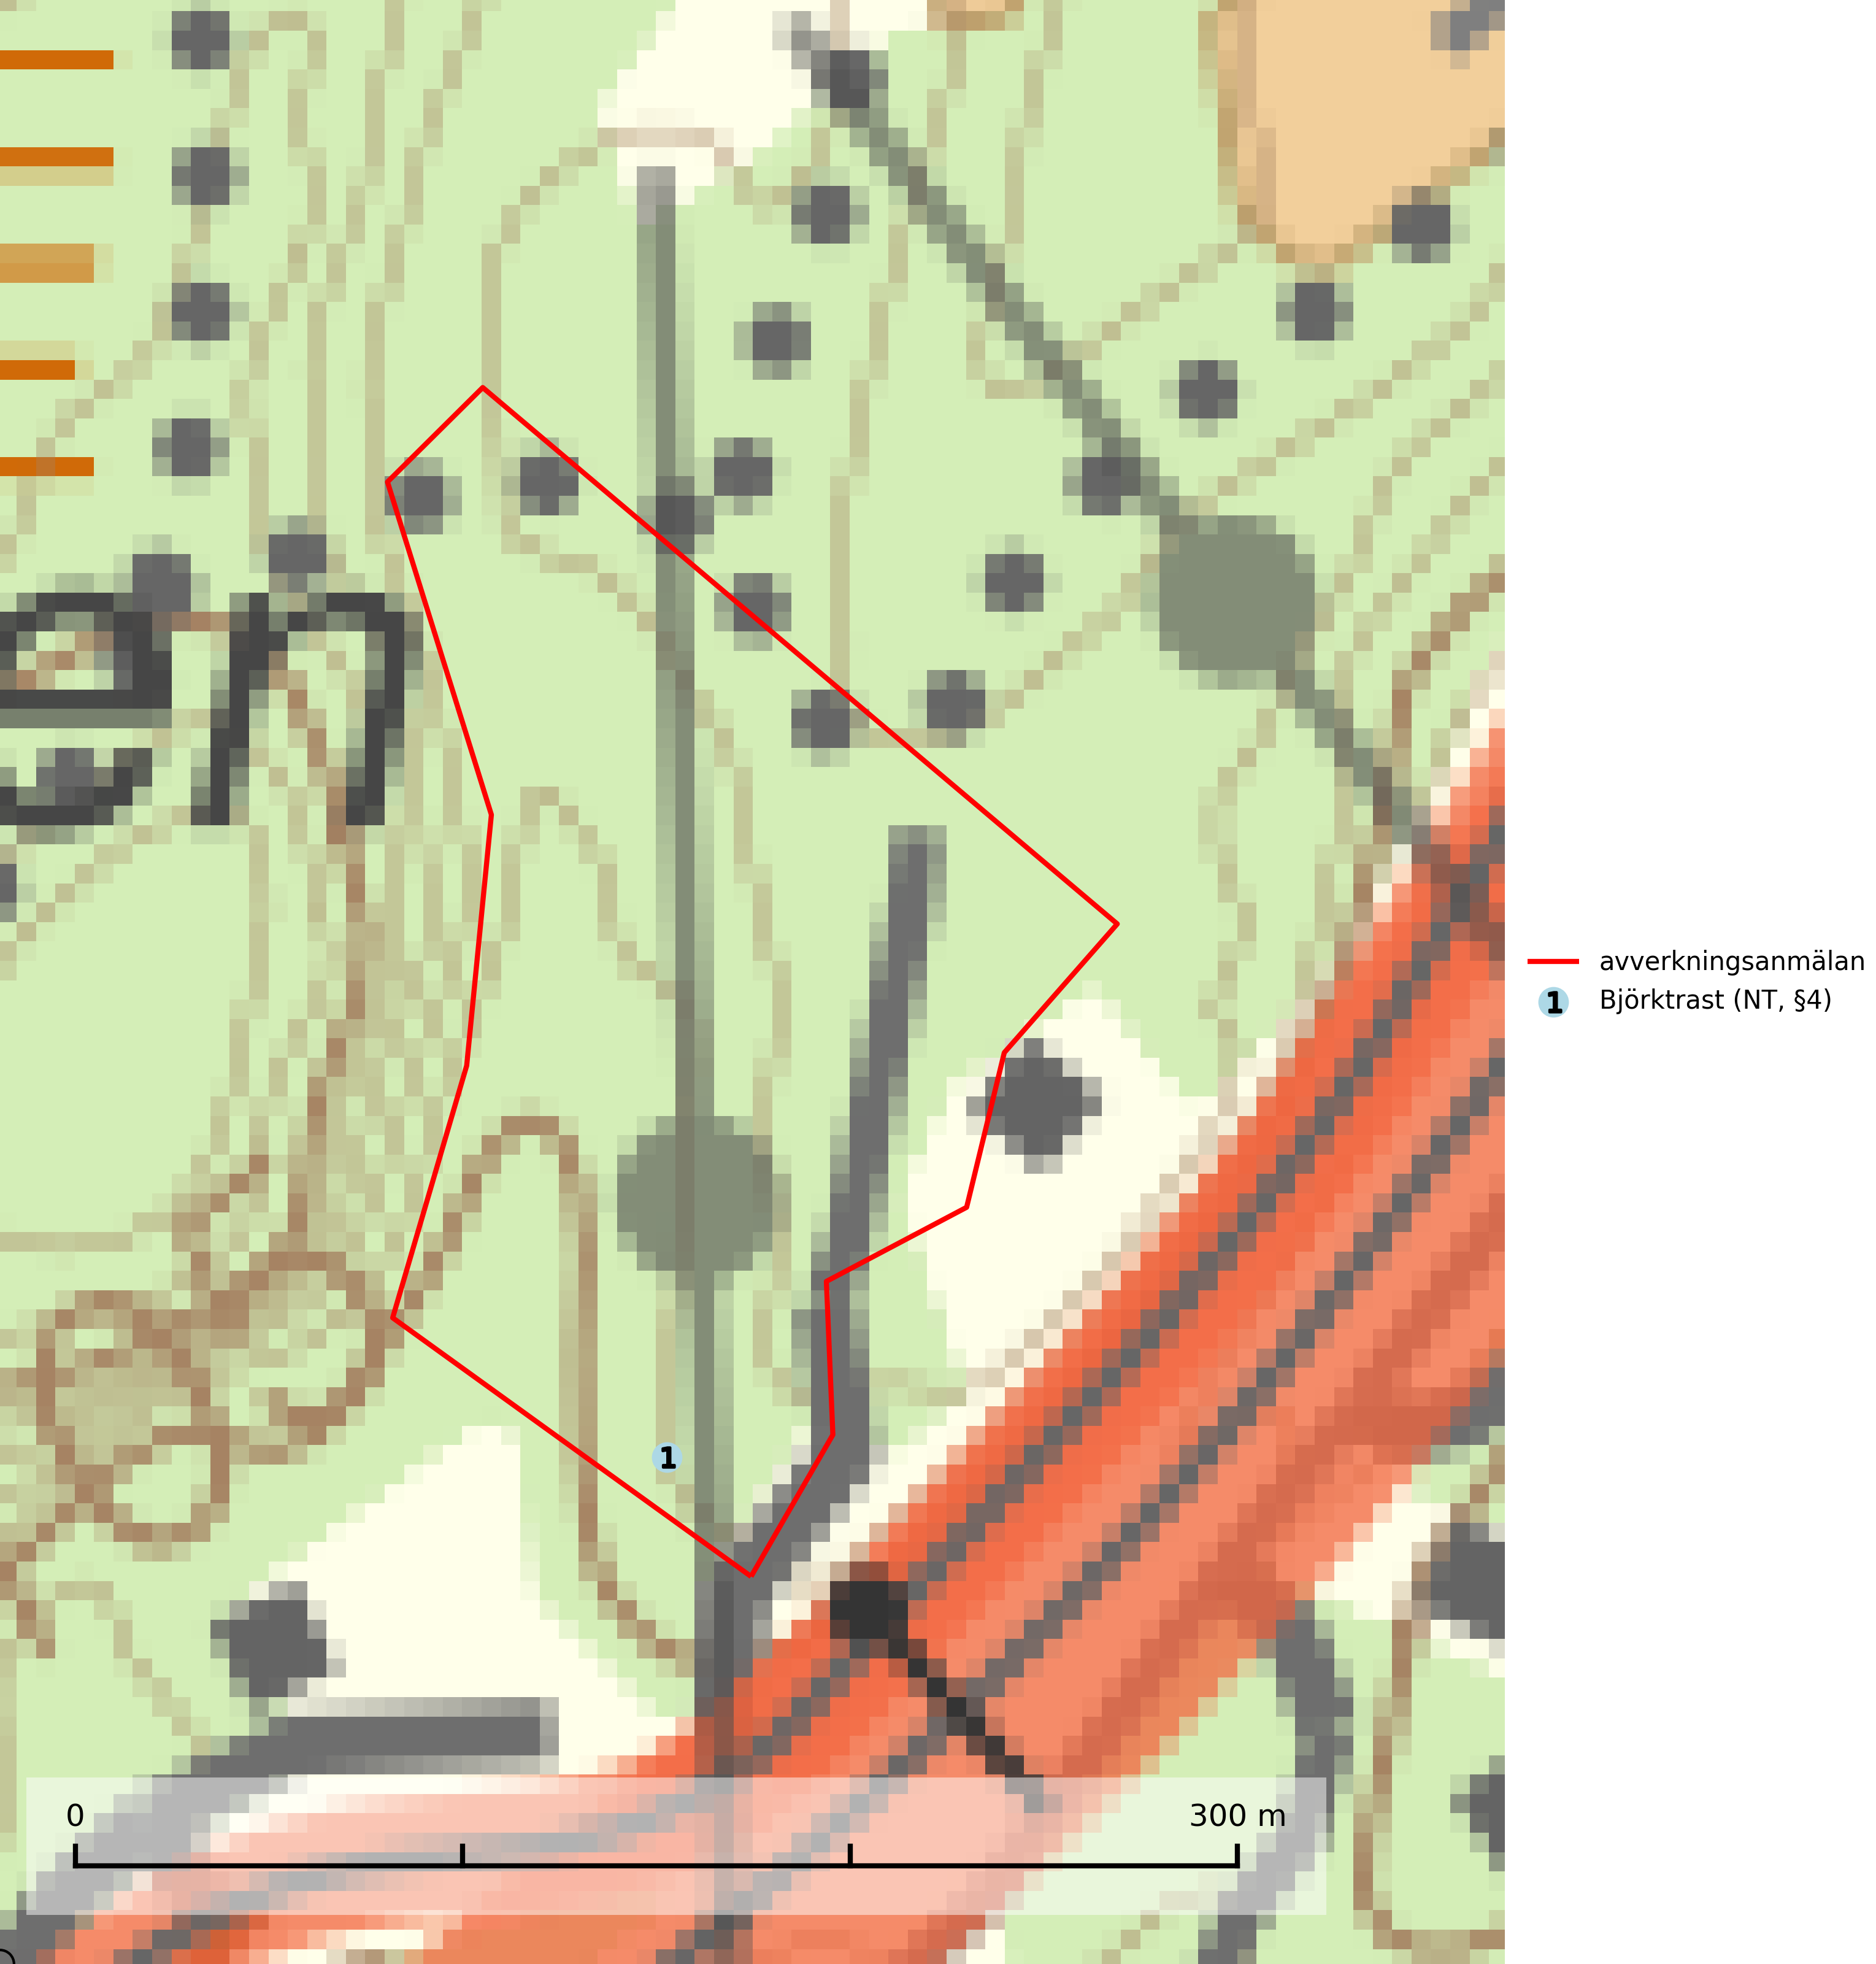 avverkningsanmälan
1 Björktrast (NT, §4)
1
0 300 m